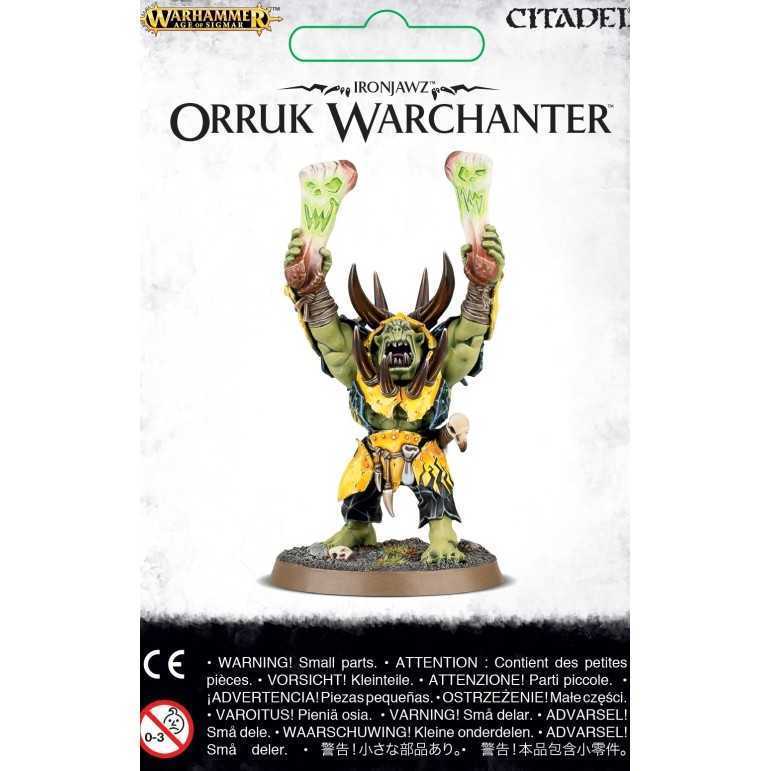 WARHAMMER™
AGE OF SIGMAR
CITADEL
IRONJAWZ™
ORRUK WARCHANTER™
CE
• WARNING! Small parts. • ATTENTION : Contient des petites
pièces. • VORSICHT! Kleinteile. • ATTENZIONE! Parti piccole. •
¡ADVERTENCIA! Piezas pequeñas. • OSTRZEŻENIE! Małe części.
• VAROITUS! Pieniä osia. • VARNING! Små delar. • ADVARSEL!
Små dele. • WAARSCHUWING! Kleine onderdelen. • ADVARSEL!
Små deler. • 警告！小さな部品あり。• 警告！本品包含小零件。
0-3